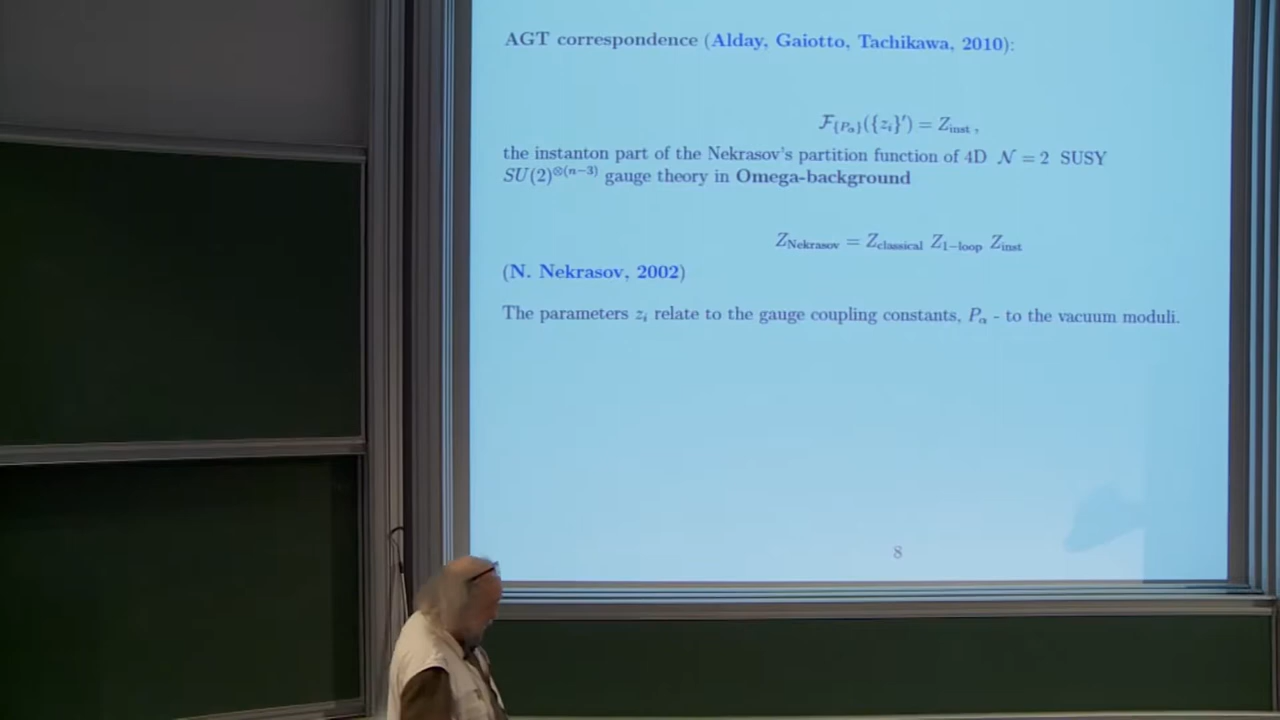 AGT correspondence (Alday, Gaiotto, Tachikawa, 2010):
𝓕_{{P_α}}({z_i}') = Z_inst ,
the instanton part of the Nekrasov's partition function of 4D 𝒩 = 2 SUSY
SU(2)^{⊗(n−3)} gauge theory in Omega-background
Z_Nekrasov = Z_classical Z_{1−loop} Z_inst
(N. Nekrasov, 2002)
The parameters z_i relate to the gauge coupling constants, P_α - to the vacuum moduli.
8